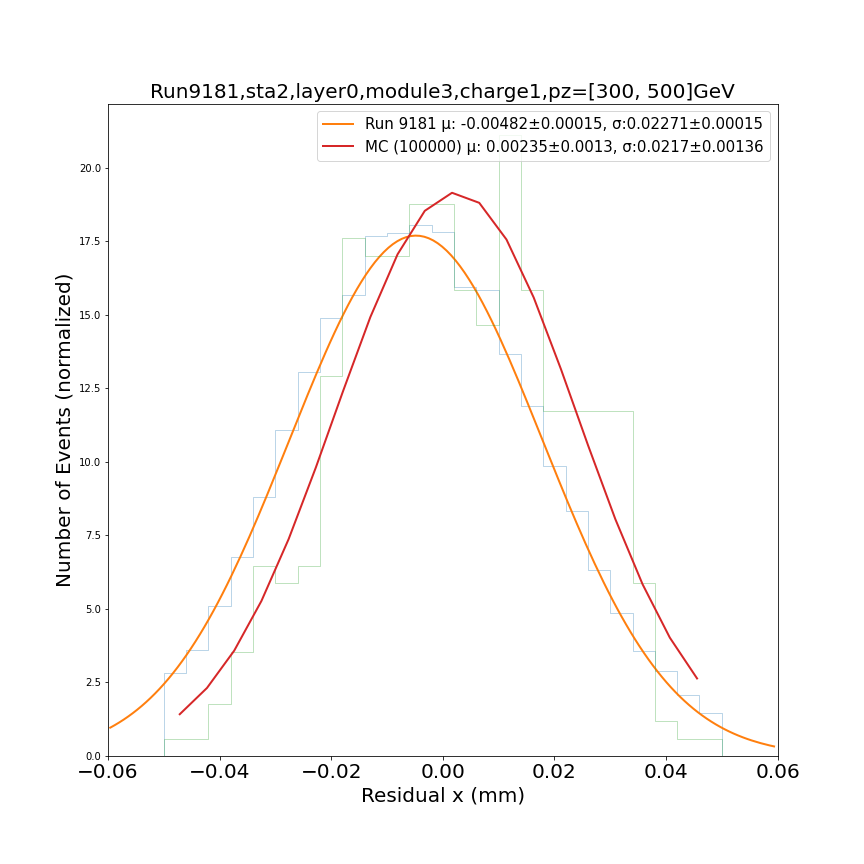 Run9181,sta2,layer0,module3,charge1,pz=[300, 500]GeV
Run 9181 μ: -0.00482±0.00015, σ:0.02271±0.00015
MC (100000) μ: 0.00235±0.0013, σ:0.0217±0.00136
Number of Events (normalized)
20.0
17.5
15.0
12.5
10.0
7.5
5.0
2.5
0.0
−0.06 −0.04 −0.02 0.00 0.02 0.04 0.06
Residual x (mm)